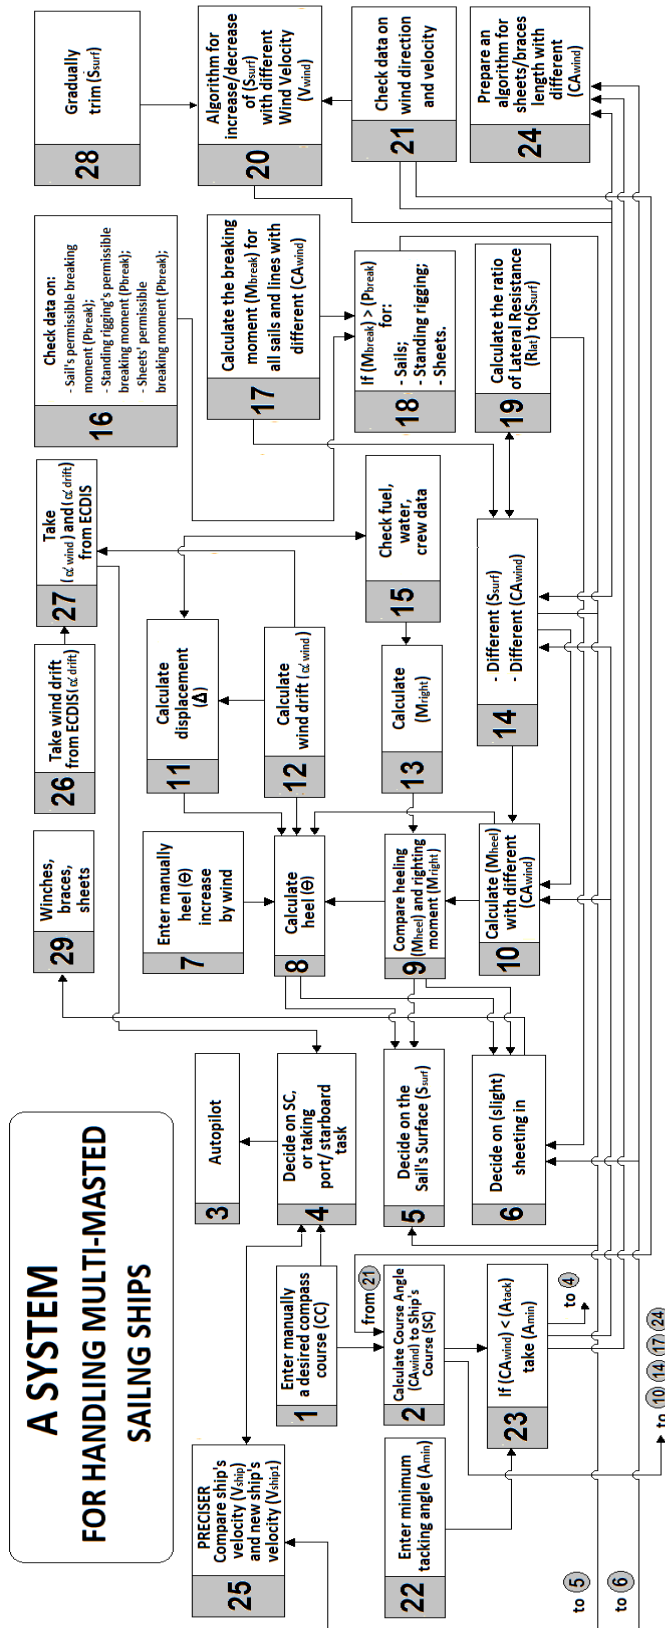 A SYSTEM
FOR HANDLING MULTI-MASTED
SAILNG SHIPS
25
PRECISER
Compare ship's
velocity (Vship)
and new ship's
velocity (Vship1)
1
Enter manually
a desired compass
course (CC)
22
Enter minimum
tacking angle (Amin)
2
Calculate Course Angle
(CAwind) to Ship's
Course (SC)
from 21
23
If (CAwind) < (Atack)
take (Amin)
to 4
to 5
to 6
to 10 14 17 24
3
Autopilot
4
Decide on SC,
or taking
port/ starboard
task
5
Decide on the
Sail's Surface (Ssurf)
6
Decide on (slight)
sheeting in
29
Winches,
braces,
sheets
7
Enter manually
heel (Θ)
increase
by wind
8
Calculate
heel (Θ)
9
Compare heeling
(Mheel) and righting
moment (Mright)
10
Calculate (Mheel)
with different
(CAwind)
26
Take wind drift
from ECDIS(α drift)
27
Take
(α wind) and (α drift)
from ECDIS
11
Calculate
displacement
(Δ)
12
Calculate
wind drift (α wind)
13
Calculate
(Mright)
14
- Different (Ssurf)
- Different (CAwind)
15
Check fuel,
water,
crew data
16
Check data on:
- Sail's permissible breaking
moment (Pbreak);
- Standing rigging's permissible
breaking moment (Pbreak);
- Sheets' permissible
breaking moment (Pbreak);
17
Calculate the breaking
moment (Mbreak) for
all sails and lines with
different (CAwind)
18
If (Mbreak) > (Pbreak)
for:
- Sails;
- Standing rigging;
- Sheets.
19
Calculate the ratio
of Lateral Resistance
(Rlat) to(Ssurf)
28
Gradually
trim (Ssurf)
20
Algorithm for
increase/decrease
of (Ssurf)
with different
Wind Velocity
(Vwind)
21
Check data on
wind direction
and velocity
24
Prepare an
algorithm for
sheets/braces
length with
different
(CAwind)